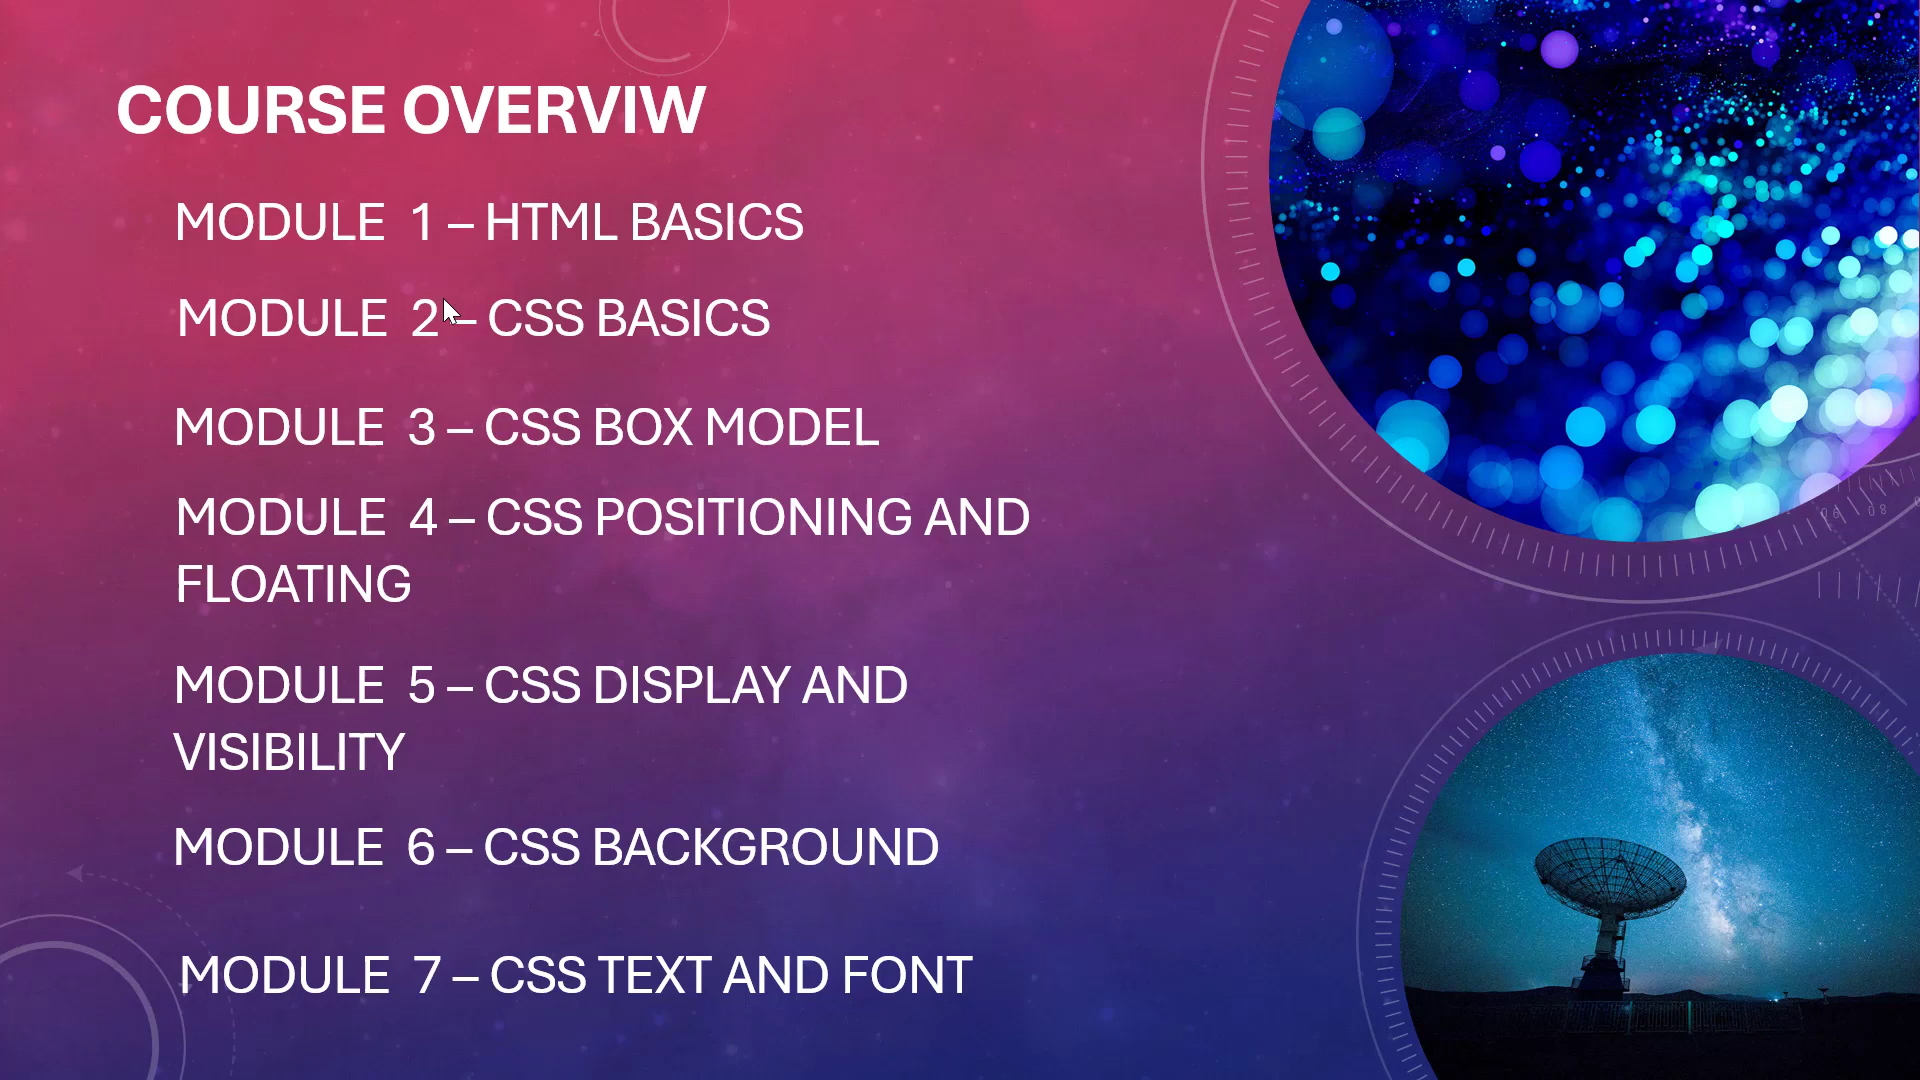 COURSE OVERVIW
MODULE 1 – HTML BASICS
MODULE 2 – CSS BASICS
MODULE 3 – CSS BOX MODEL
MODULE 4 – CSS POSITIONING AND
FLOATING
MODULE 5 – CSS DISPLAY AND
VISIBILITY
MODULE 6 – CSS BACKGROUND
MODULE 7 – CSS TEXT AND FONT